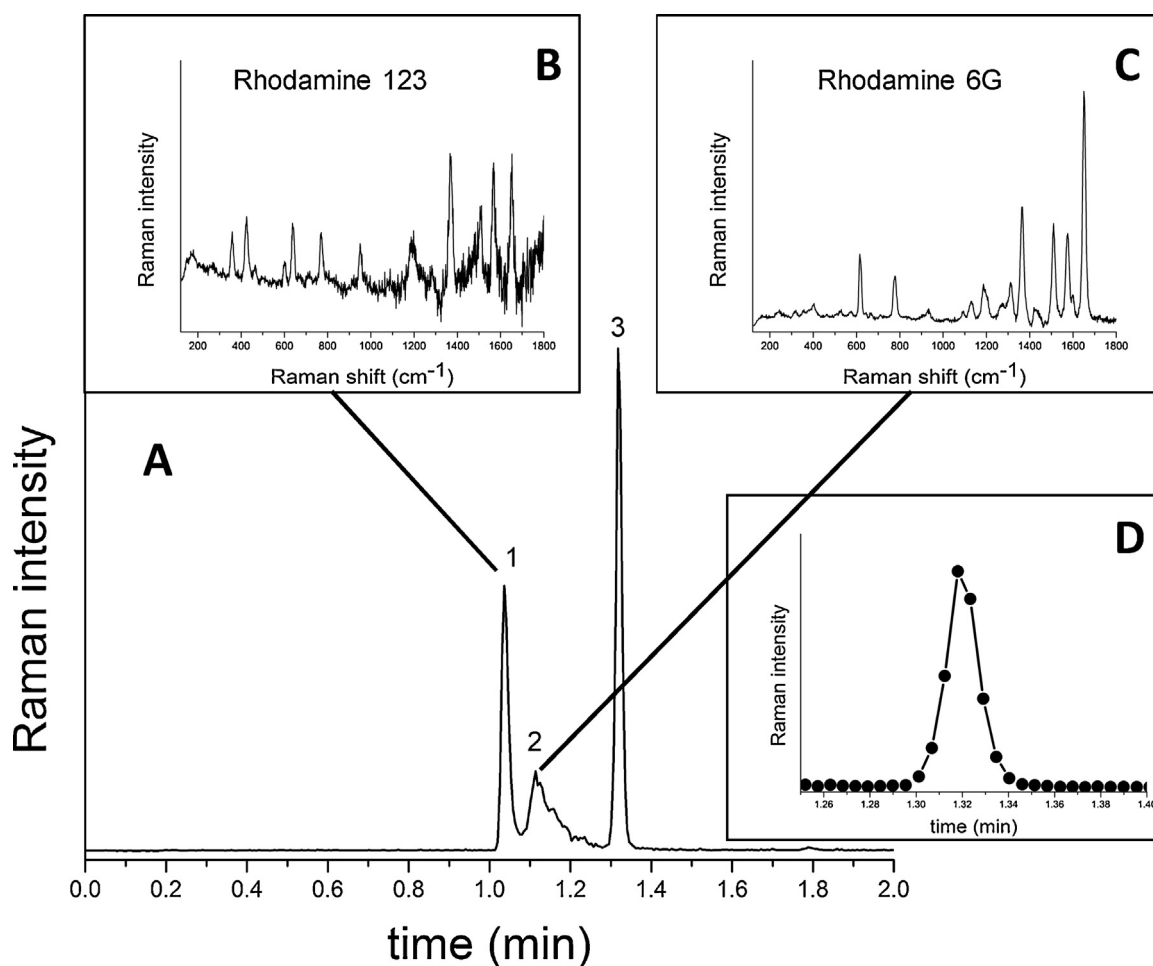 B
Rhodamine 123
Raman intensity
200 400 600 800 1000 1200 1400 1600 1800
Raman shift (cm⁻¹)
C
Rhodamine 6G
Raman intensity
200 400 600 800 1000 1200 1400 1600 1800
Raman shift (cm⁻¹)
A
Raman intensity
1
2
3
D
Raman intensity
1.26 1.28 1.30 1.32 1.34 1.36 1.38 1.40
time (min)
0.0 0.2 0.4 0.6 0.8 1.0 1.2 1.4 1.6 1.8 2.0
time (min)